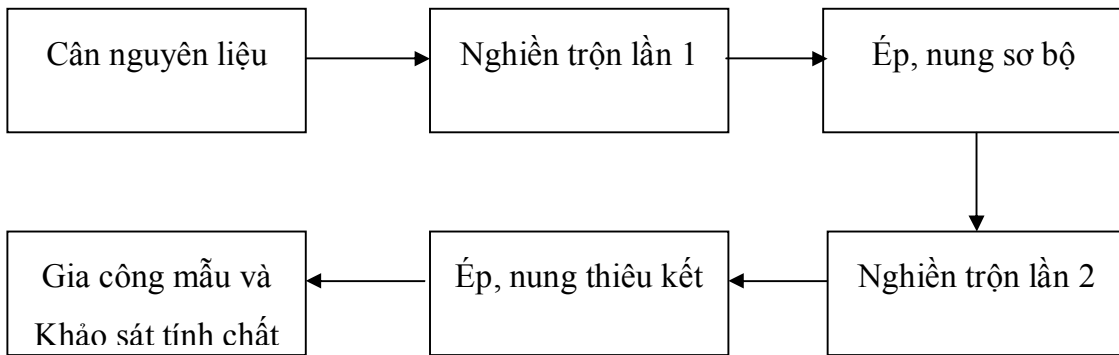 Cân nguyên liệu
Nghiền trộn lần 1
Ép, nung sơ bộ
Nghiền trộn lần 2
Ép, nung thiêu kết
Gia công mẫu và
Khảo sát tính chất